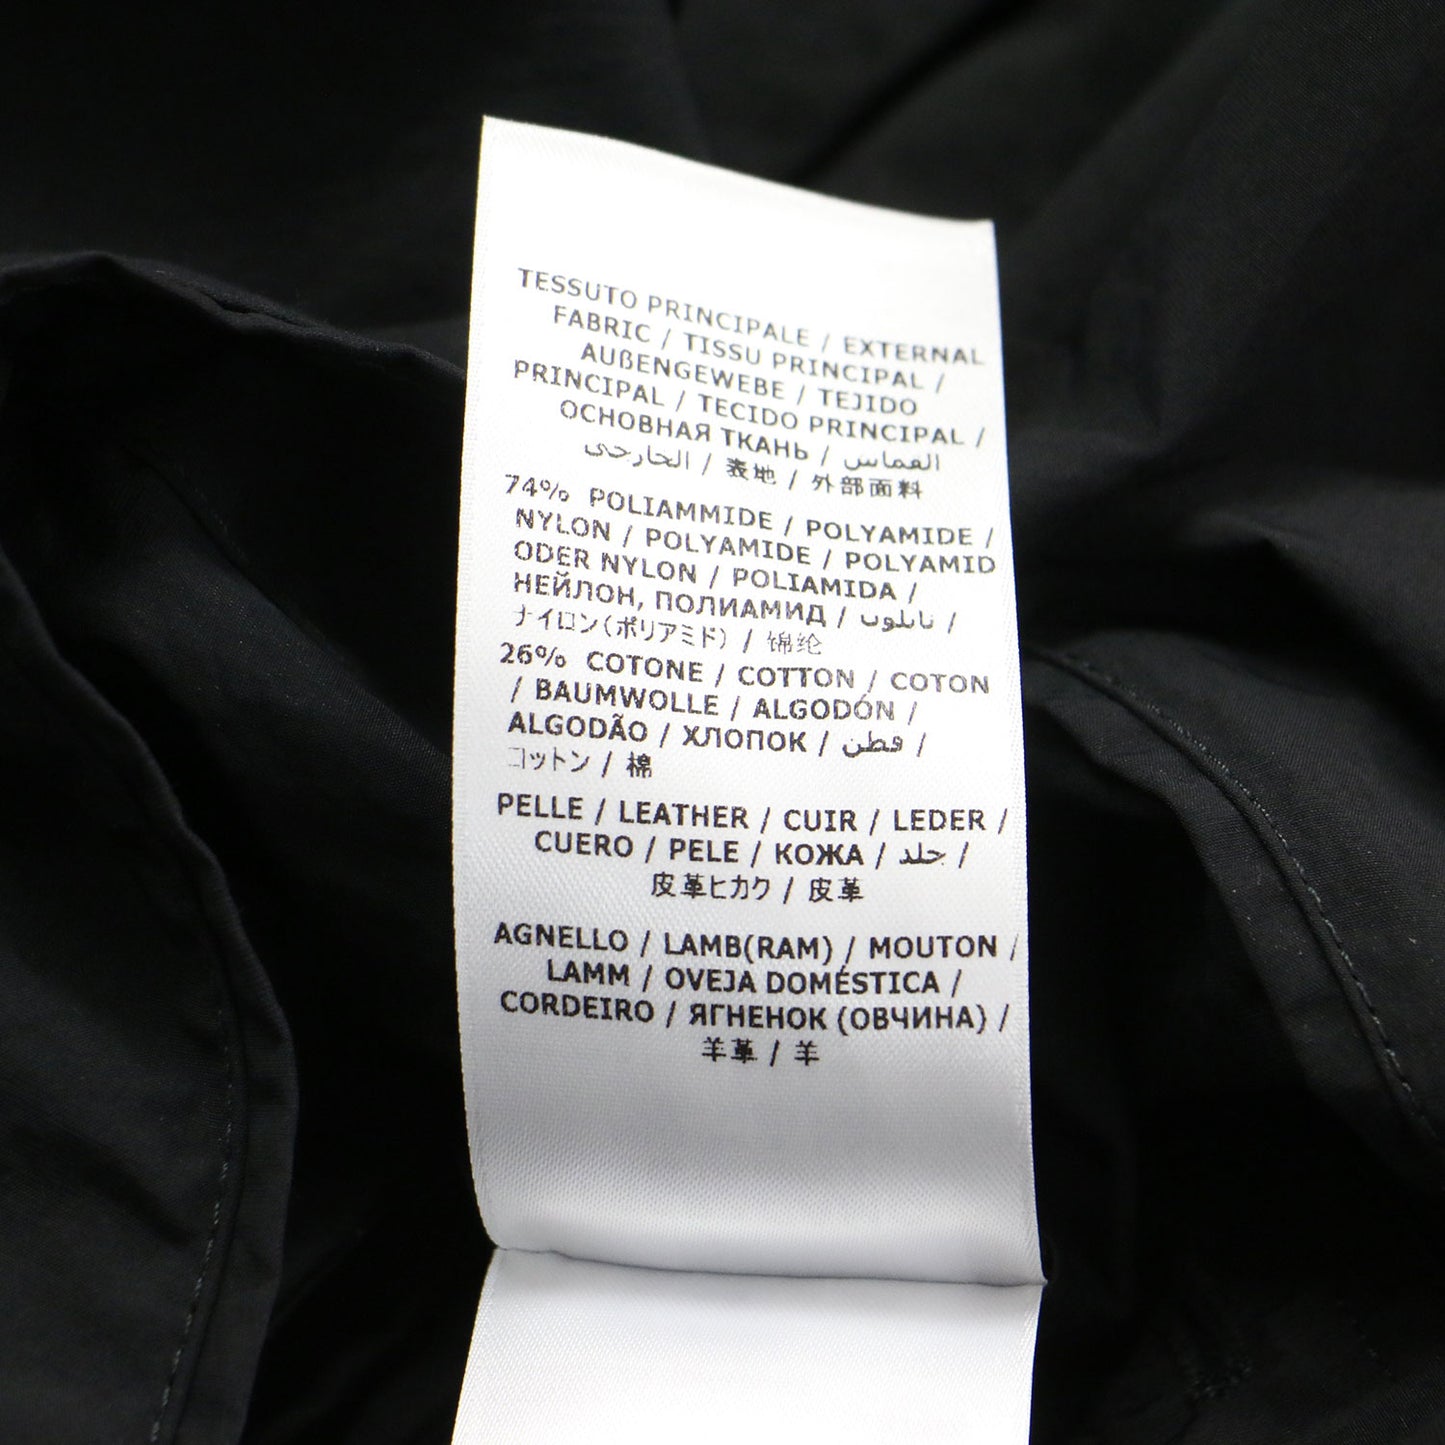 TESSUTO PRINCIPALE / EXTERNAL
FABRIC / TISSU PRINCIPAL /
AUßENGEWEBE / TEJIDO
PRINCIPAL / TECIDO PRINCIPAL /
ОСНОВНАЯ ТКАНЬ / القماش
الخارجى / 表地 / 外部面料
74% POLIAMMIDE / POLYAMIDE /
NYLON / POLYAMIDE / POLYAMID
ODER NYLON / POLIAMIDA /
НЕЙЛОН, ПОЛИАМИД / نايلون /
ナイロン(ポリアミド) / 锦纶
26% COTONE / COTTON / COTON
/ BAUMWOLLE / ALGODÓN /
ALGODÃO / ХЛОПОК / قطن /
コットン / 棉
PELLE / LEATHER / CUIR / LEDER /
CUERO / PELE / КОЖА / جلد /
皮革ヒカク / 皮革
AGNELLO / LAMB(RAM) / MOUTON /
LAMM / OVEJA DOMÉSTICA /
CORDEIRO / ЯГНЕНОК (ОВЧИНА) /
羊革 / 羊